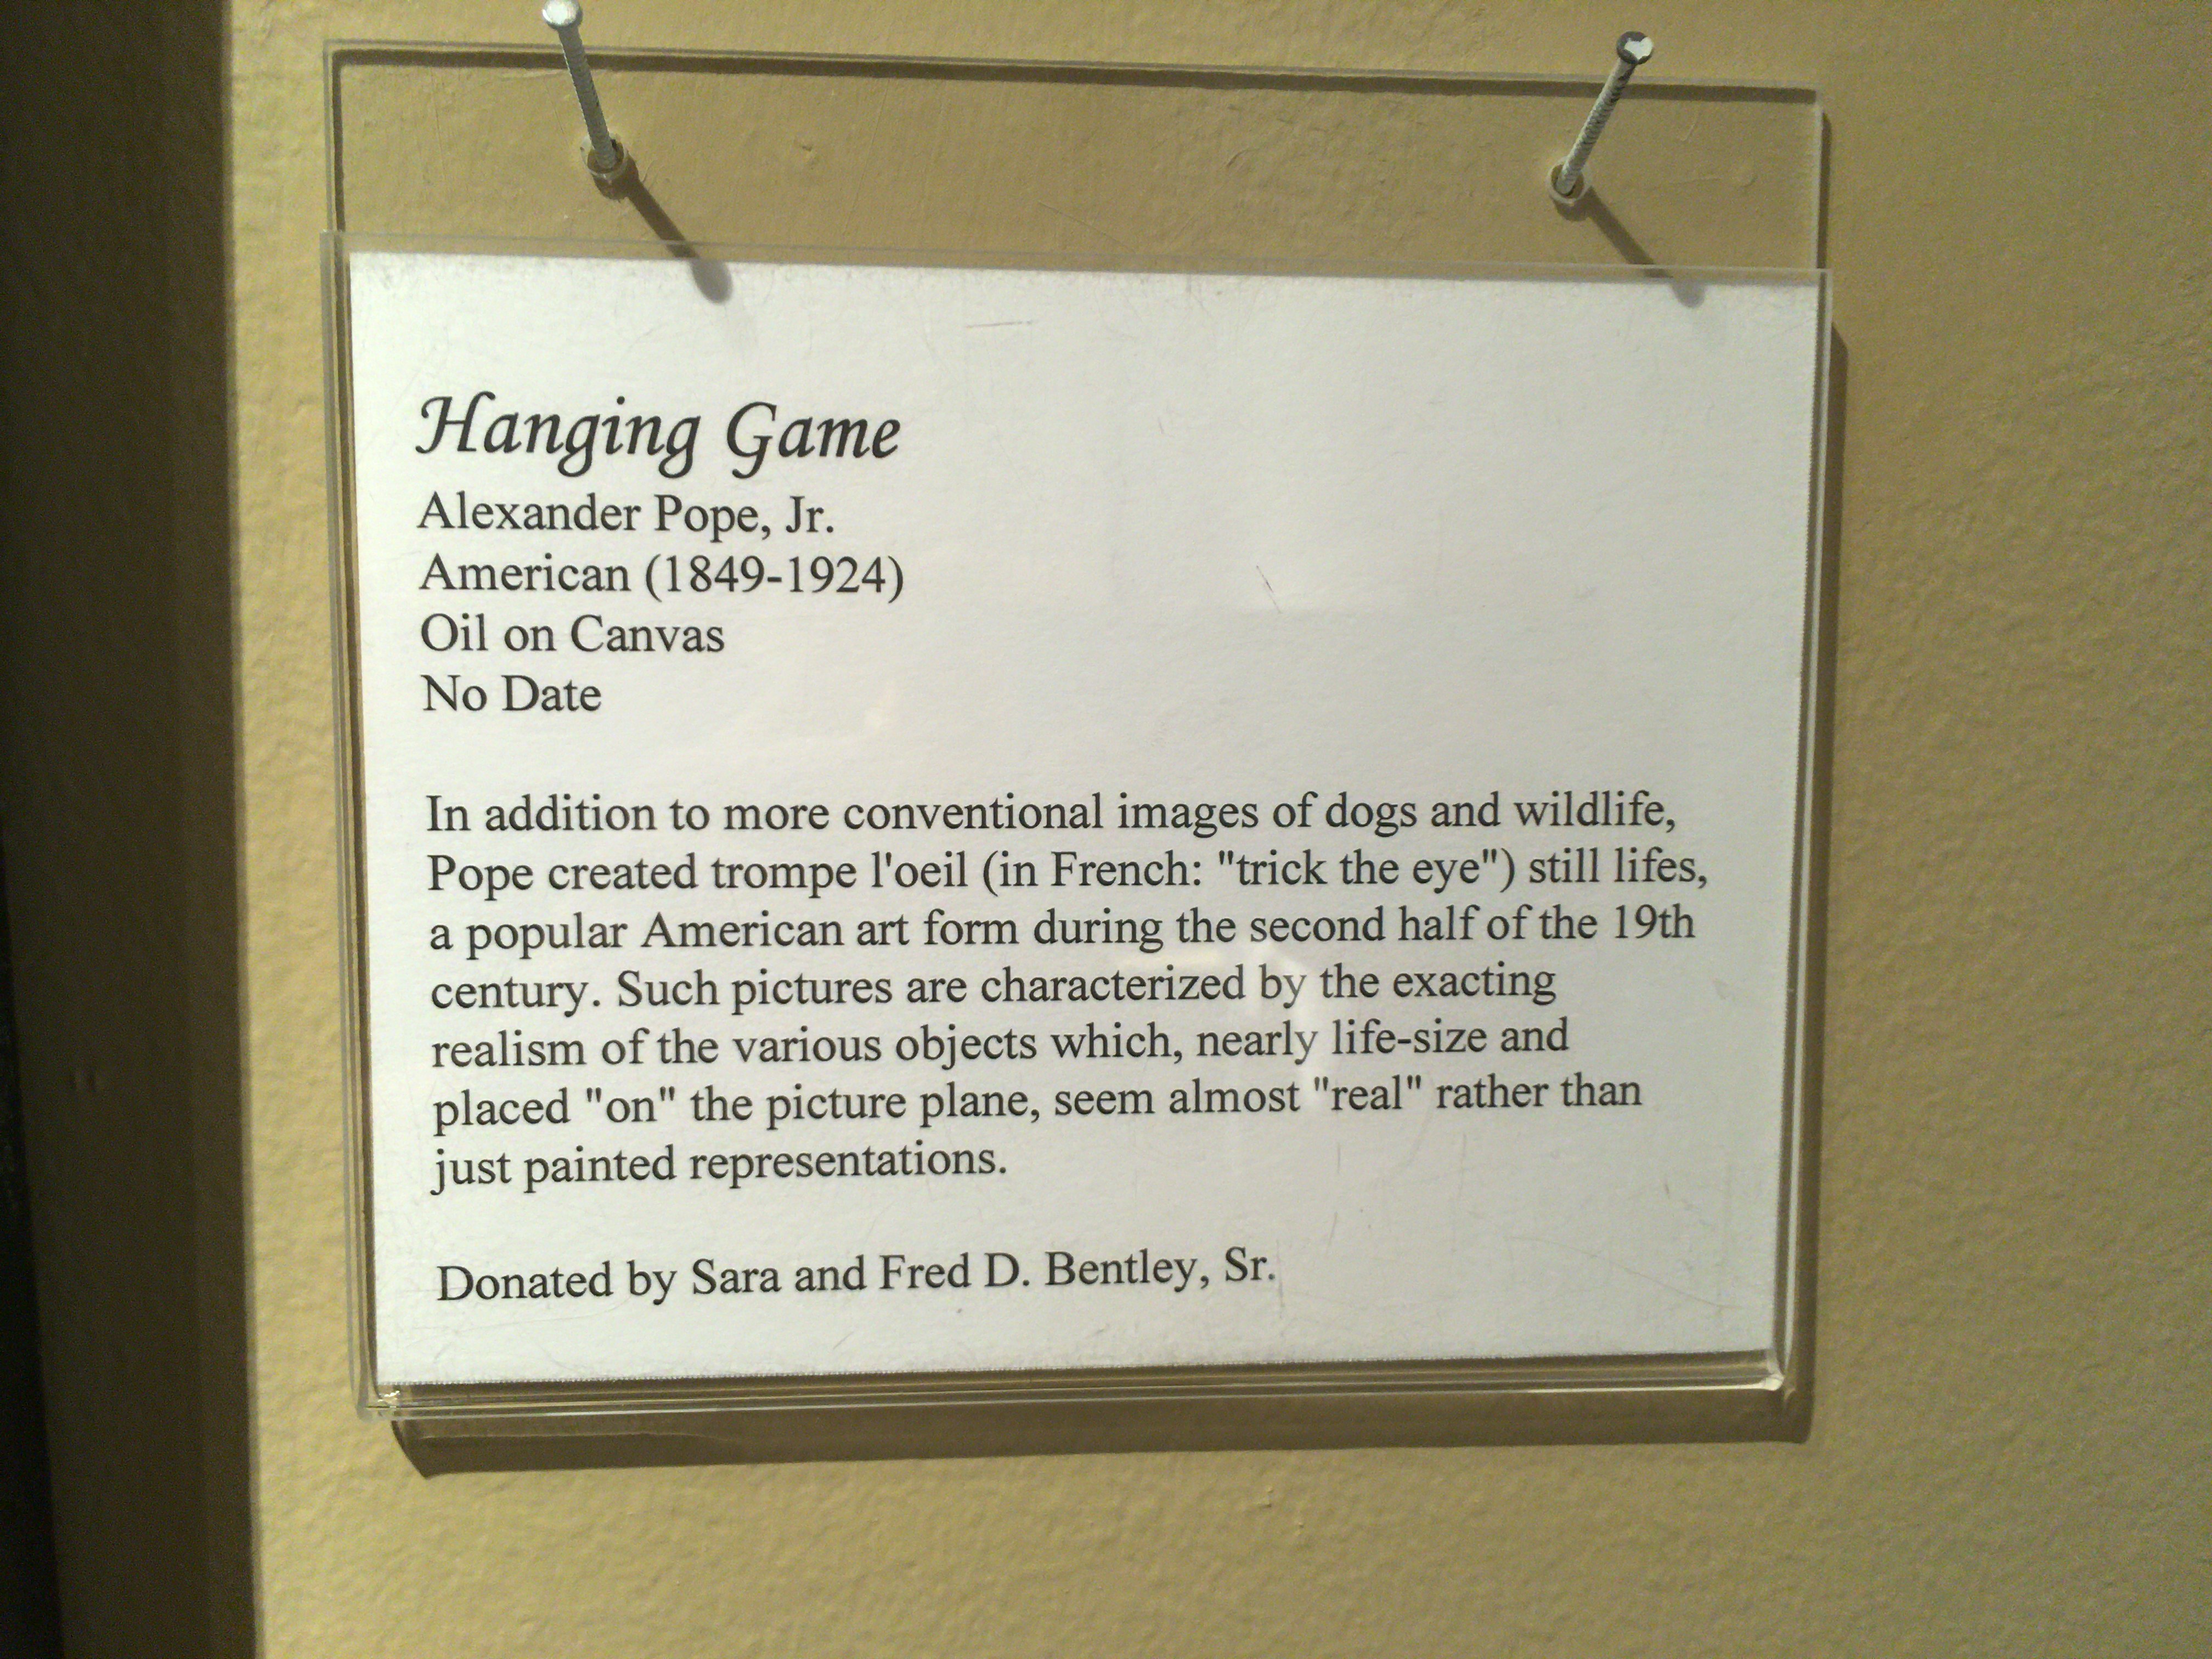 Hanging Game
Alexander Pope, Jr.
American (1849-1924)
Oil on Canvas
No Date
In addition to more conventional images of dogs and wildlife,
Pope created trompe l'oeil (in French: "trick the eye") still lifes,
a popular American art form during the second half of the 19th
century. Such pictures are characterized by the exacting
realism of the various objects which, nearly life-size and
placed "on" the picture plane, seem almost "real" rather than
just painted representations.
Donated by Sara and Fred D. Bentley, Sr.